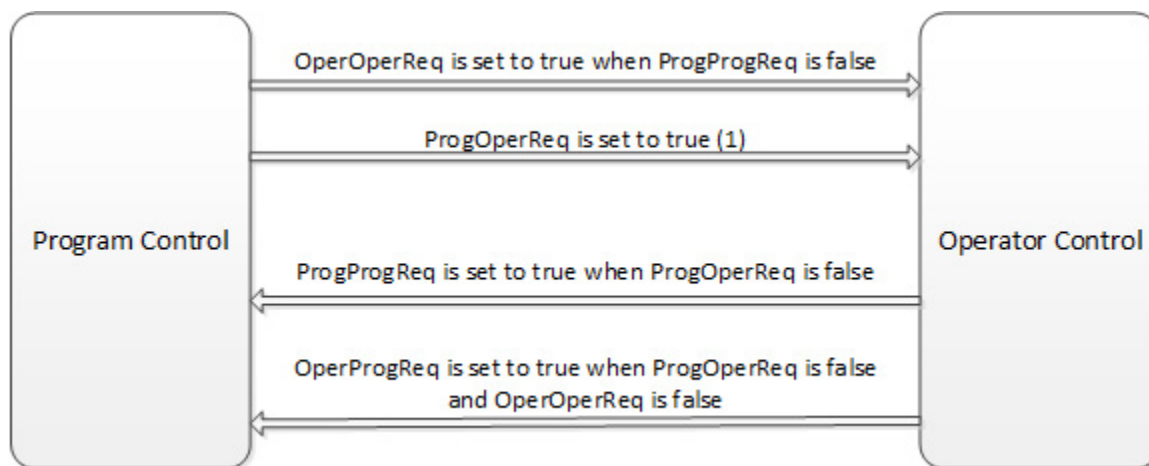 OperOperReq is set to true when ProgProgReq is false
ProgOperReq is set to true (1)
Program Control
Operator Control
ProgProgReq is set to true when ProgOperReq is false
OperProgReq is set to true when ProgOperReq is false
and OperOperReq is false